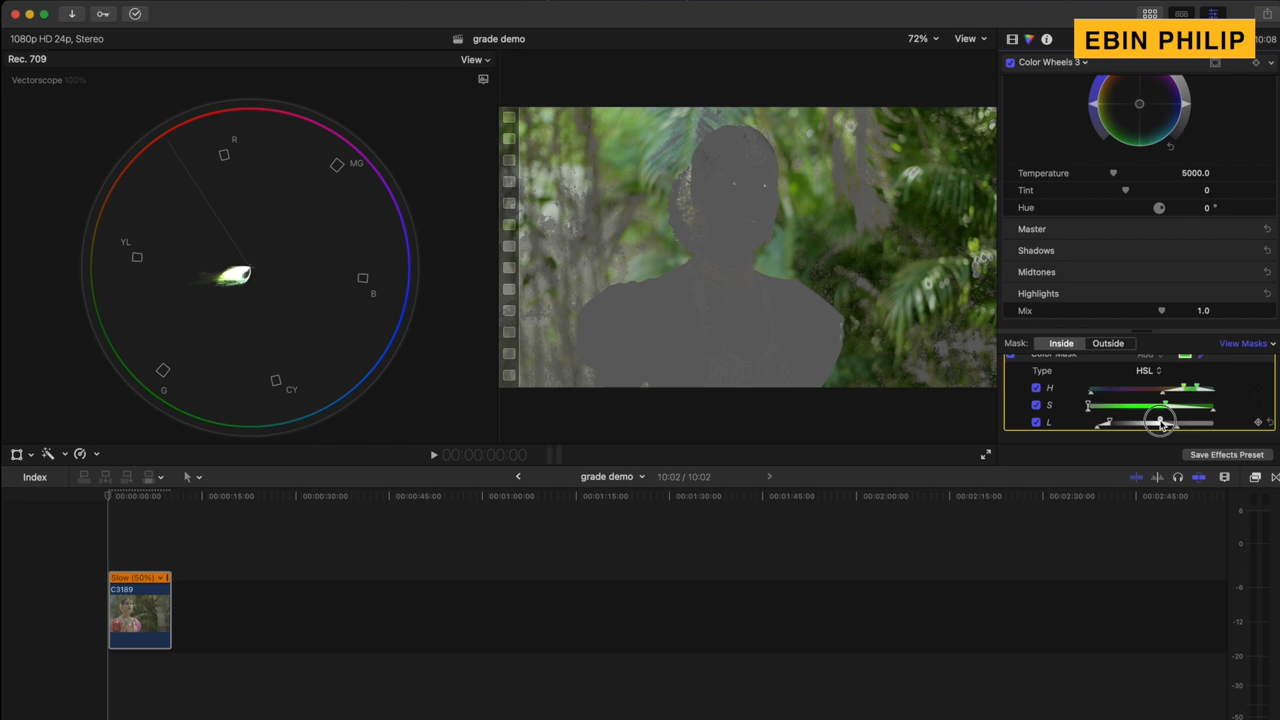 1080p HD 24p, Stereo
grade demo
72%
View
EBIN PHILIP
10:08
Rec. 709
View
Color Wheels 3
Vectorscope 100%
R
MG
YL
B
G
CY
Temperature
5000.0
Tint
0
Hue
0 °
Master
Shadows
Midtones
Highlights
Mix
1.0
Mask:
Inside
Outside
View Masks
Color Mask
Add
Type
HSL
H
S
L
00:00:00:00
Save Effects Preset
Index
grade demo
10:02 / 10:02
00:00:00:00
00:00:15:00
00:00:30:00
00:00:45:00
00:01:00:00
00:01:15:00
00:01:30:00
00:01:45:00
00:02:00:00
00:02:15:00
00:02:30:00
00:02:45:00
6
0
-6
-12
-20
-30
-50
Slow (50%)
C3189